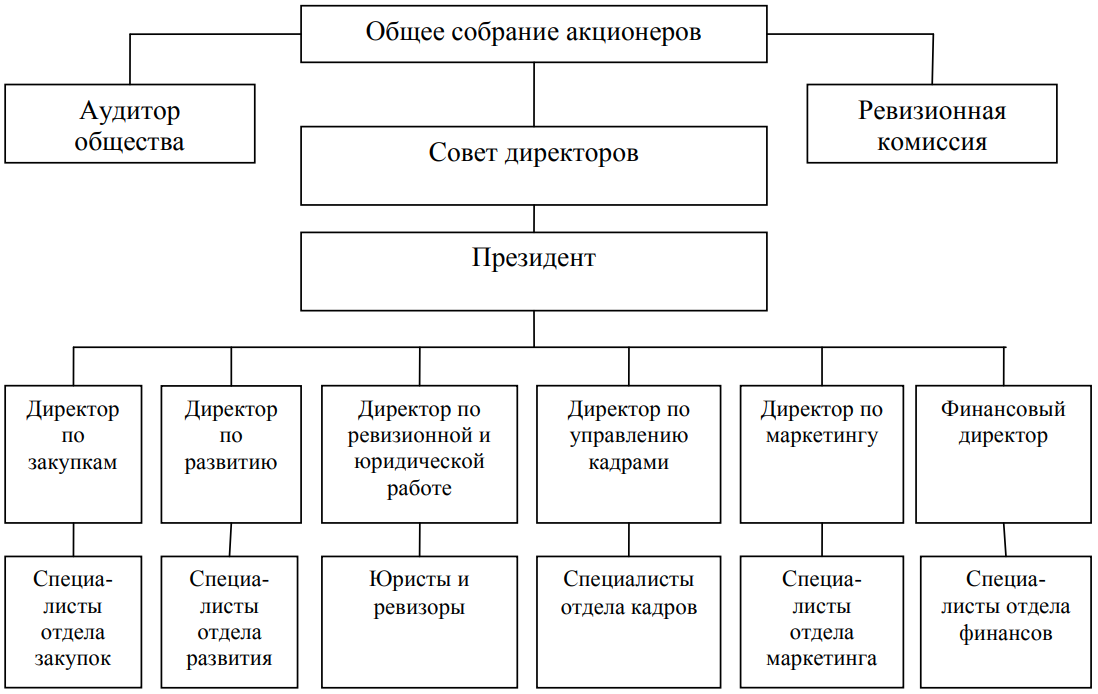 Общее собрание акционеров
Аудитор
общества
Ревизионная
комиссия
Совет директоров
Президент
Директор
по
закупкам
Директор
по
развитию
Директор по
ревизионной и
юридической
работе
Директор по
управлению
кадрами
Директор по
маркетингу
Финансовый
директор
Специа-
листы
отдела
закупок
Специа-
листы
отдела
развития
Юристы и
ревизоры
Специалисты
отдела кадров
Специа-
листы
отдела
маркетинга
Специа-
листы отдела
финансов